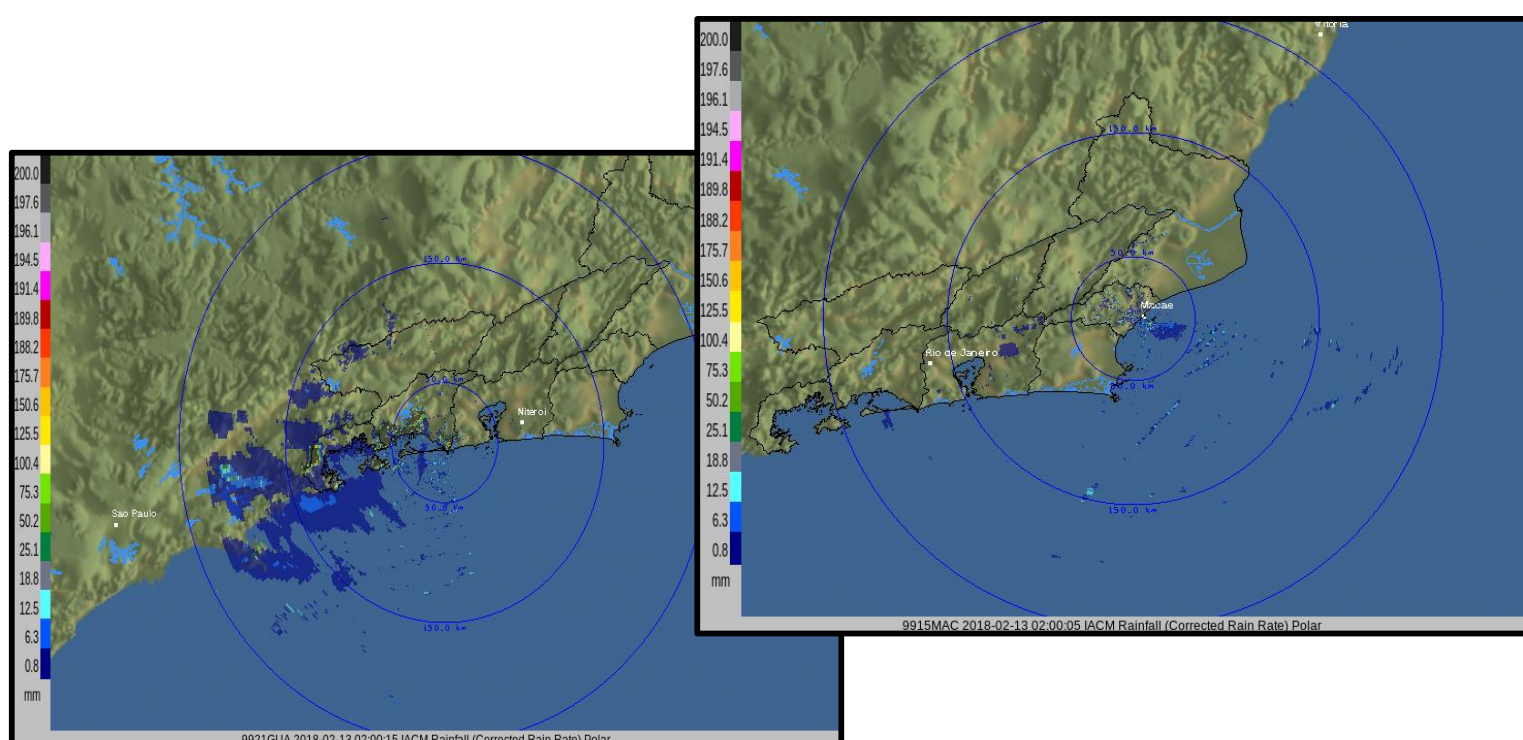 200.0
197.6
196.1
194.5
191.4
189.8
188.2
175.7
150.6
125.5
100.4
75.3
50.2
25.1
18.8
12.5
6.3
0.8
mm
150.0 km
50.0 km
Niteroi
Sao Paulo
50.0 km
150.0 km
9921GUA 2018-02-13 02:00:15 IACM Rainfall (Corrected Rain Rate) Polar
200.0
197.6
196.1
194.5
191.4
189.8
188.2
175.7
150.6
125.5
100.4
75.3
50.2
25.1
18.8
12.5
6.3
0.8
mm
Vitoria
150.0 km
50.0 km
Macae
Rio de Janeiro
50.0 km
150.0 km
9915MAC 2018-02-13 02:00:05 IACM Rainfall (Corrected Rain Rate) Polar